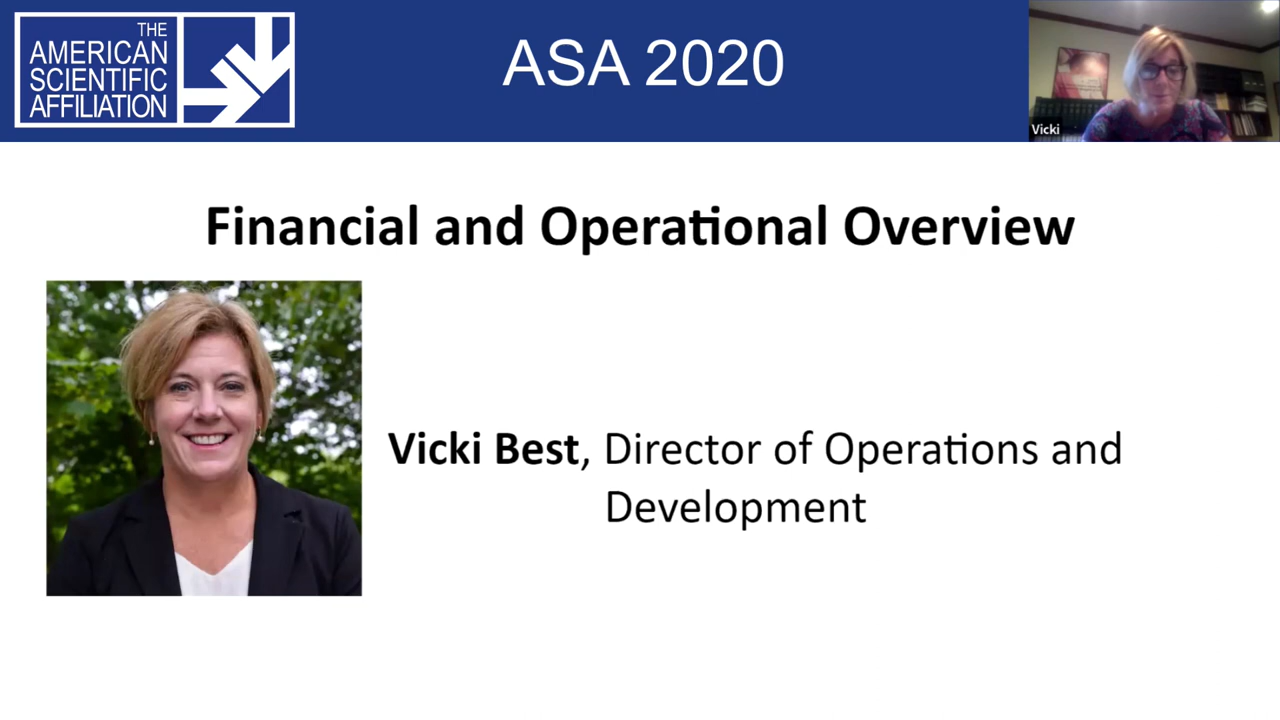 THE
AMERICAN
SCIENTIFIC
AFFILIATION
ASA 2020
Vicki
Financial and Operational Overview
Vicki Best, Director of Operations and
Development